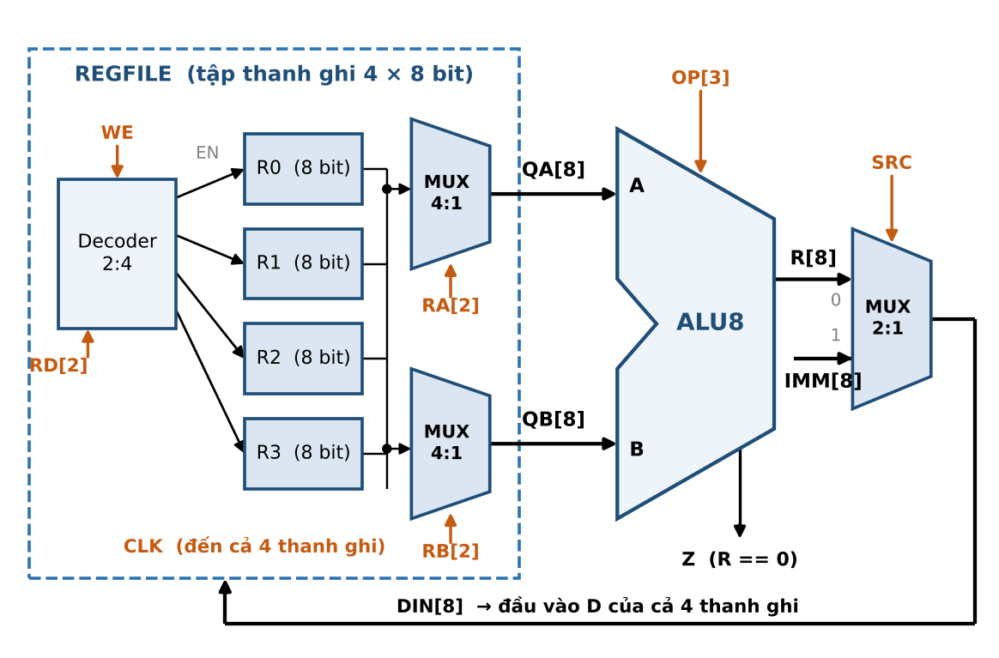 REGFILE (tập thanh ghi 4 × 8 bit)
OP[3]
WE
EN
SRC
R0 (8 bit)
QA[8]
MUX
4:1
A
Decoder
2:4
R1 (8 bit)
R[8]
0
RA[2]
MUX
2:1
ALU8
1
RD[2]
R2 (8 bit)
IMM[8]
QB[8]
MUX
4:1
R3 (8 bit)
B
CLK (đến cả 4 thanh ghi)
RB[2]
Z (R == 0)
DIN[8] → đầu vào D của cả 4 thanh ghi